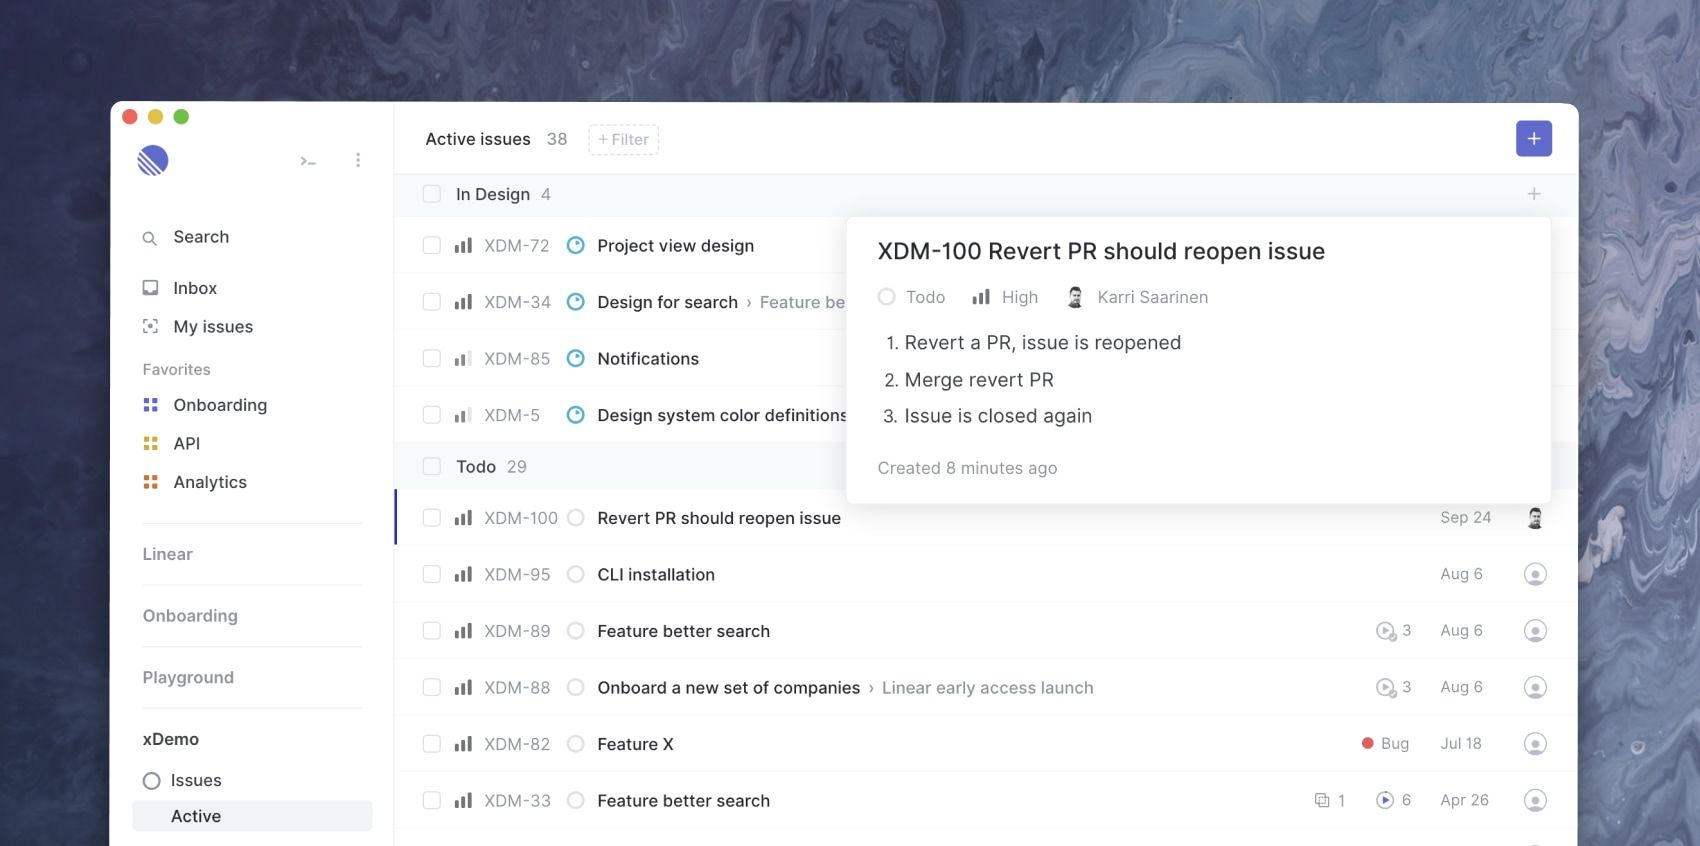 Active issues 38 + Filter
+
Search
Inbox
My issues
Favorites
Onboarding
API
Analytics
Linear
Onboarding
Playground
xDemo
Issues
Active
In Design 4
XDM-72 Project view design
XDM-34 Design for search › Feature be
XDM-85 Notifications
XDM-5 Design system color definitions
Todo 29
XDM-100 Revert PR should reopen issue Sep 24
XDM-95 CLI installation Aug 6
XDM-89 Feature better search 3 Aug 6
XDM-88 Onboard a new set of companies › Linear early access launch 3 Aug 6
XDM-82 Feature X Bug Jul 18
XDM-33 Feature better search 1 6 Apr 26
XDM-100 Revert PR should reopen issue
Todo High Karri Saarinen
1. Revert a PR, issue is reopened
2. Merge revert PR
3. Issue is closed again
Created 8 minutes ago